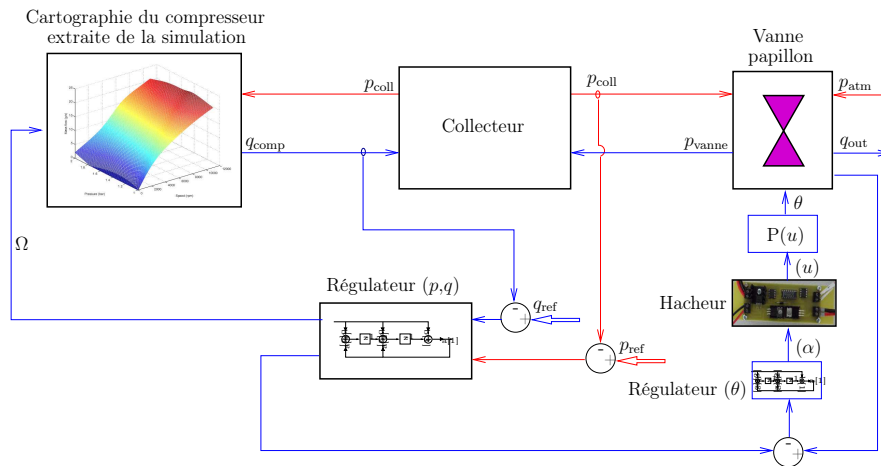 Cartographie du compresseur
extraite de la simulation
Vanne
papillon
p_coll
p_coll
p_atm
Collecteur
q_comp
p_vanne
q_out
θ
P(u)
Ω
(u)
Régulateur (p,q)
Hacheur
q_ref
p_ref
(α)
Régulateur (θ)